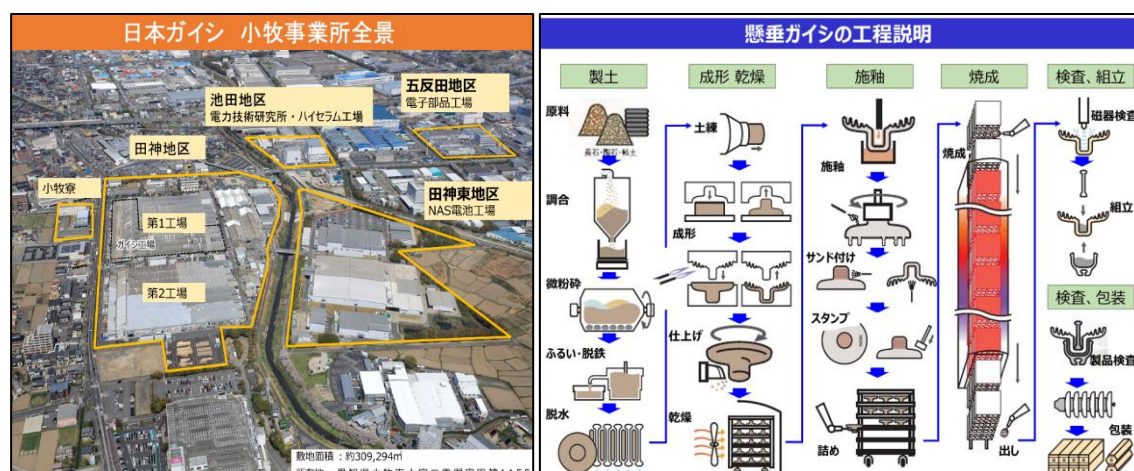 日本ガイシ 小牧事業所全景
五反田地区
電子部品工場
池田地区
電力技術研究所・ハイセラム工場
田神地区
田神東地区
NAS電池工場
小牧寮
第1工場
ガイシ工場
第2工場
敷地面積 : 約309,294㎡
懸垂ガイシの工程説明
製土
原料
長石・陶石・粘土
調合
微粉砕
ふるい・脱鉄
脱水
成形 乾燥
土練
成形
仕上げ
乾燥
施釉
施釉
サンド付け
スタンプ
詰め
焼成
焼成
出し
検査、組立
磁器検査
組立
検査、包装
製品検査
包装